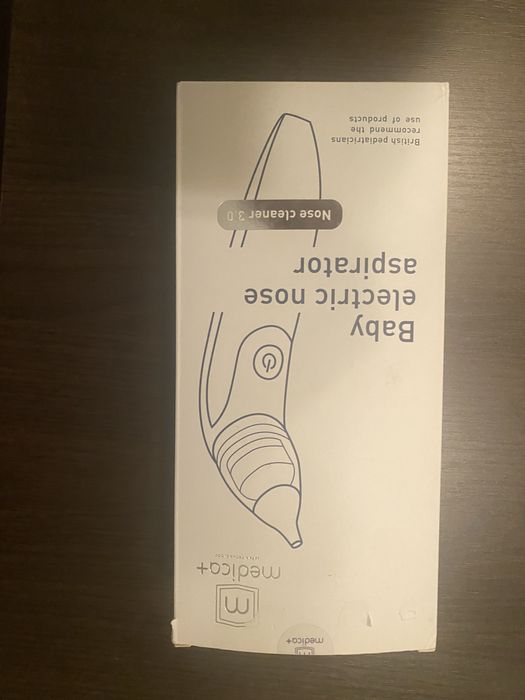 medica+
M
medica+
Baby
electric nose
aspirator
Nose cleaner 3.0
British pediatricians
recommend the
use of products